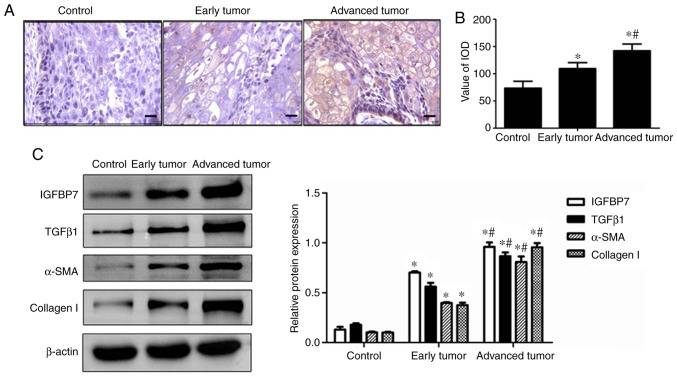 A
Control
Early tumor
Advanced tumor
B
Value of IOD
200
150
100
50
0
*
*#
Control
Early tumor
Advanced tumor
C
Control
Early tumor
Advanced tumor
IGFBP7
TGFβ1
α-SMA
Collagen I
β-actin
Relative protein expression
1.5
1.0
0.5
0.0
IGFBP7
TGFβ1
α-SMA
Collagen I
*
*
*
*
*#
*#
*#
*#
Control
Early tumor
Advanced tumor